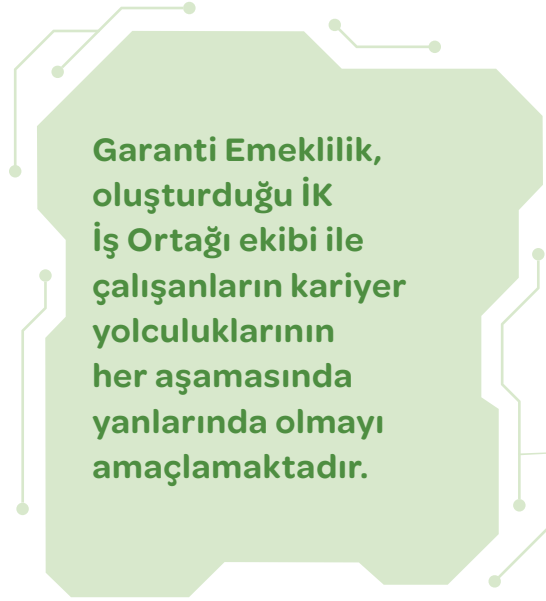 Garanti Emeklilik,
oluşturduğu İK
İş Ortağı ekibi ile
çalışanların kariyer
yolculuklarının
her aşamasında
yanlarında olmayı
amaçlamaktadır.